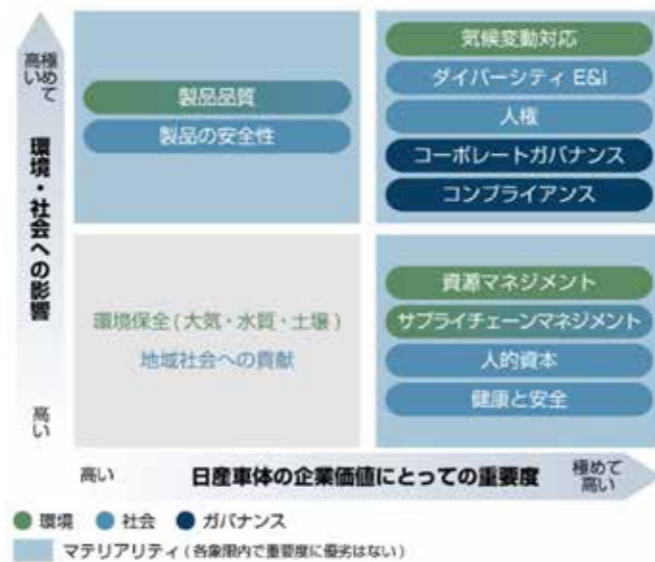 極めて高い
環境・社会への影響
高い
製品品質
製品の安全性
気候変動対応
ダイバーシティ E&I
人権
コーポレートガバナンス
コンプライアンス
環境保全(大気・水質・土壌)
地域社会への貢献
資源マネジメント
サプライチェーンマネジメント
人的資本
健康と安全
高い
日産車体の企業価値にとっての重要度
極めて
高い
環境 社会 ガバナンス
マテリアリティ(各象限内で重要度に優劣はない)